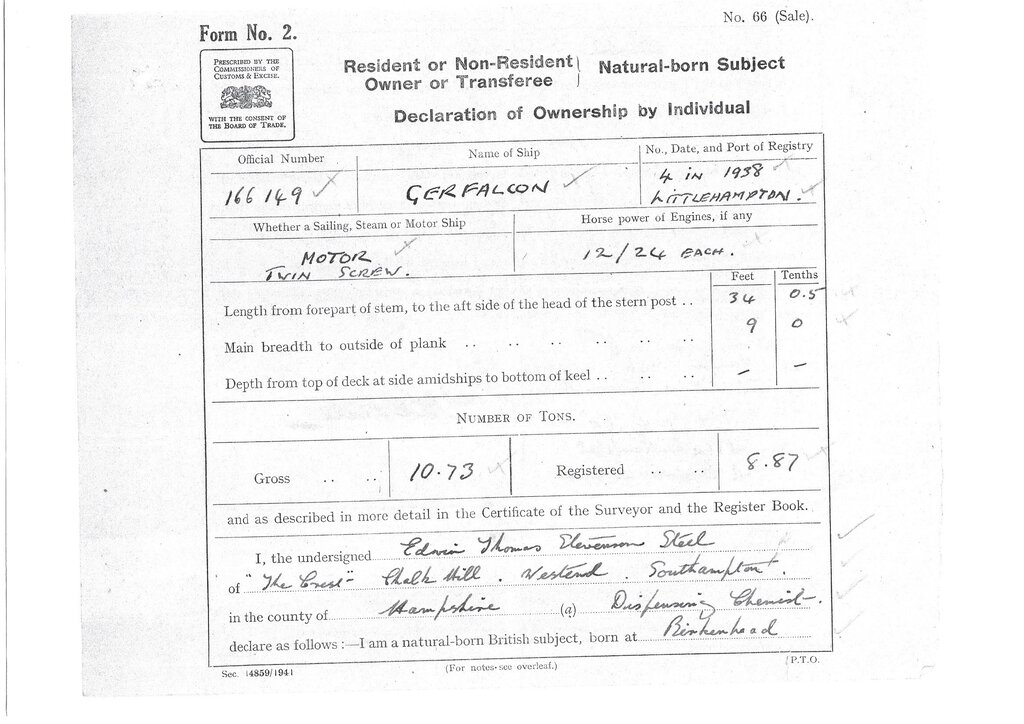 No. 66 (Sale).
Form No. 2.
PRESCRIBED BY THE
COMMISSIONERS OF
CUSTOMS & EXCISE.
WITH THE CONSENT OF
THE BOARD OF TRADE.
Resident or Non-Resident
Owner or Transferee
Natural-born Subject
Declaration of Ownership by Individual
Official Number
Name of Ship
No., Date, and Port of Registry
166149
GERFALCON
4 IN 1938
LITTLEHAMPTON.
Whether a Sailing, Steam or Motor Ship
Horse power of Engines, if any
MOTOR
TWIN SCREW.
12/24 EACH.
Feet
Tenths
Length from forepart of stem, to the aft side of the head of the stern post .. 34 0.5
Main breadth to outside of plank .. .. .. .. .. .. 9 0
Depth from top of deck at side amidships to bottom of keel .. .. .. — —
NUMBER OF TONS.
Gross .. .. 10.73 Registered .. .. 8.87
and as described in more detail in the Certificate of the Surveyor and the Register Book.
I, the undersigned Edwin Thomas Stevenson Steel
of "The Crest" Chalk Hill. Westend. Southampton.
in the county of Hampshire (a) Dispensing Chemist.
declare as follows :—I am a natural-born British subject, born at Birkenhead
Sec. 14859/1941
(For notes see overleaf.)
[P.T.O.